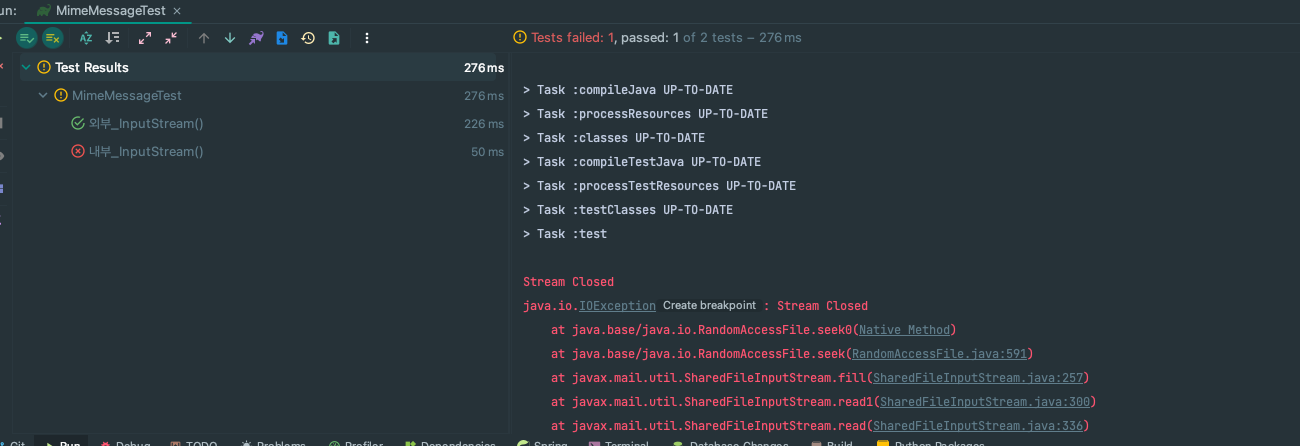 un:
MimeMessageTest ×
Tests failed: 1, passed: 1 of 2 tests – 276 ms
Test Results 276 ms
MimeMessageTest 276 ms
외부_InputStream() 226 ms
내부_InputStream() 50 ms
> Task :compileJava UP-TO-DATE
> Task :processResources UP-TO-DATE
> Task :classes UP-TO-DATE
> Task :compileTestJava UP-TO-DATE
> Task :processTestResources UP-TO-DATE
> Task :testClasses UP-TO-DATE
> Task :test
Stream Closed
java.io.IOException Create breakpoint : Stream Closed
at java.base/java.io.RandomAccessFile.seek0(Native Method)
at java.base/java.io.RandomAccessFile.seek(RandomAccessFile.java:591)
at javax.mail.util.SharedFileInputStream.fill(SharedFileInputStream.java:257)
at javax.mail.util.SharedFileInputStream.read1(SharedFileInputStream.java:300)
at javax.mail.util.SharedFileInputStream.read(SharedFileInputStream.java:336)
Git Run Debug TODO Problems Profiler Dependencies Spring Terminal Database Changes Build Python Packages